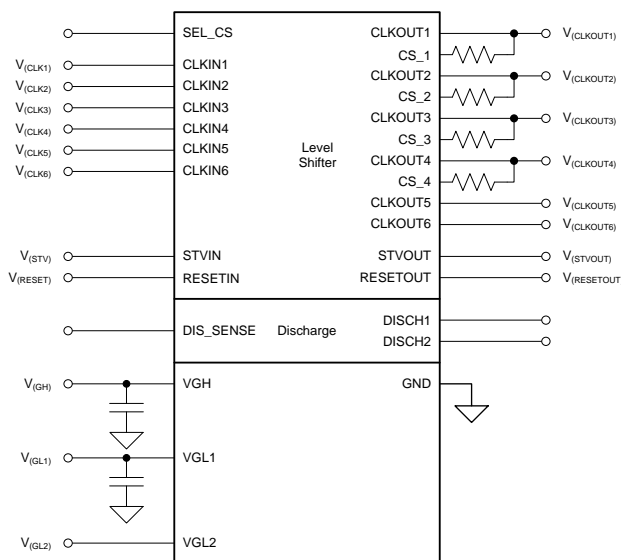 SEL_CS CLKOUT1 V(CLKOUT1)
CS_1
V(CLK1) CLKIN1
V(CLK2) CLKIN2 CLKOUT2 V(CLKOUT2)
CS_2
V(CLK3) CLKIN3 CLKOUT3 V(CLKOUT3)
V(CLK4) CLKIN4 CS_3
V(CLK5) CLKIN5 Level
Shifter
CLKOUT4 V(CLKOUT4)
V(CLK6) CLKIN6 CS_4
CLKOUT5 V(CLKOUT5)
CLKOUT6 V(CLKOUT6)
V(STV) STVIN STVOUT V(STVOUT)
V(RESET) RESETIN RESETOUT V(RESETOUT
DISCH1
DIS_SENSE Discharge
DISCH2
V(GH) VGH GND
V(GL1) VGL1
V(GL2) VGL2